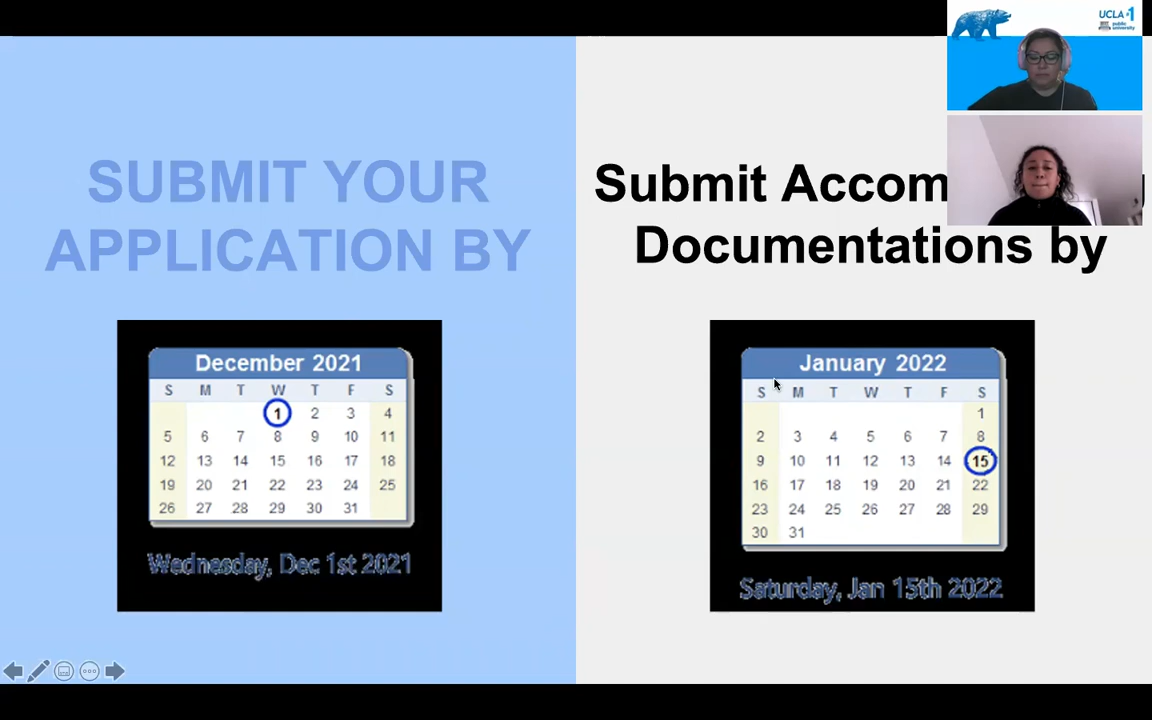 UCLA #1
public
university
SUBMIT YOUR
APPLICATION BY
Submit Accom
Documentations by
December 2021
S M T W T F S
1 2 3 4
5 6 7 8 9 10 11
12 13 14 15 16 17 18
19 20 21 22 23 24 25
26 27 28 29 30 31
Wednesday, Dec 1st 2021
January 2022
S M T W T F S
1
2 3 4 5 6 7 8
9 10 11 12 13 14 15
16 17 18 19 20 21 22
23 24 25 26 27 28 29
30 31
Saturday, Jan 15th 2022